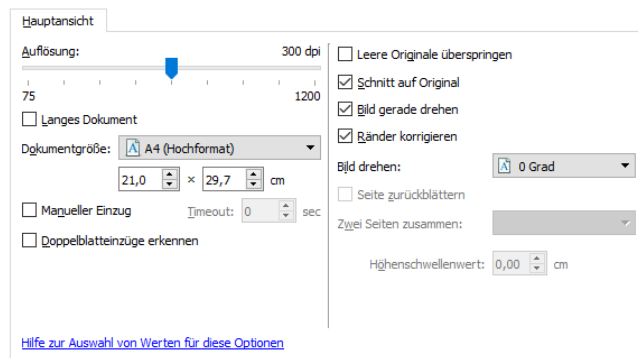 Hauptansicht
Auflösung: 300 dpi
75 1200
Langes Dokument
Dokumentgröße: A4 (Hochformat)
21,0 × 29,7 cm
Manueller Einzug Timeout: 0 sec
Doppelblatteinzüge erkennen
Hilfe zur Auswahl von Werten für diese Optionen
Leere Originale überspringen
Schnitt auf Original
Bild gerade drehen
Ränder korrigieren
Bild drehen: 0 Grad
Seite zurückblättern
Zwei Seiten zusammen:
Höhenschwellenwert: 0,00 cm